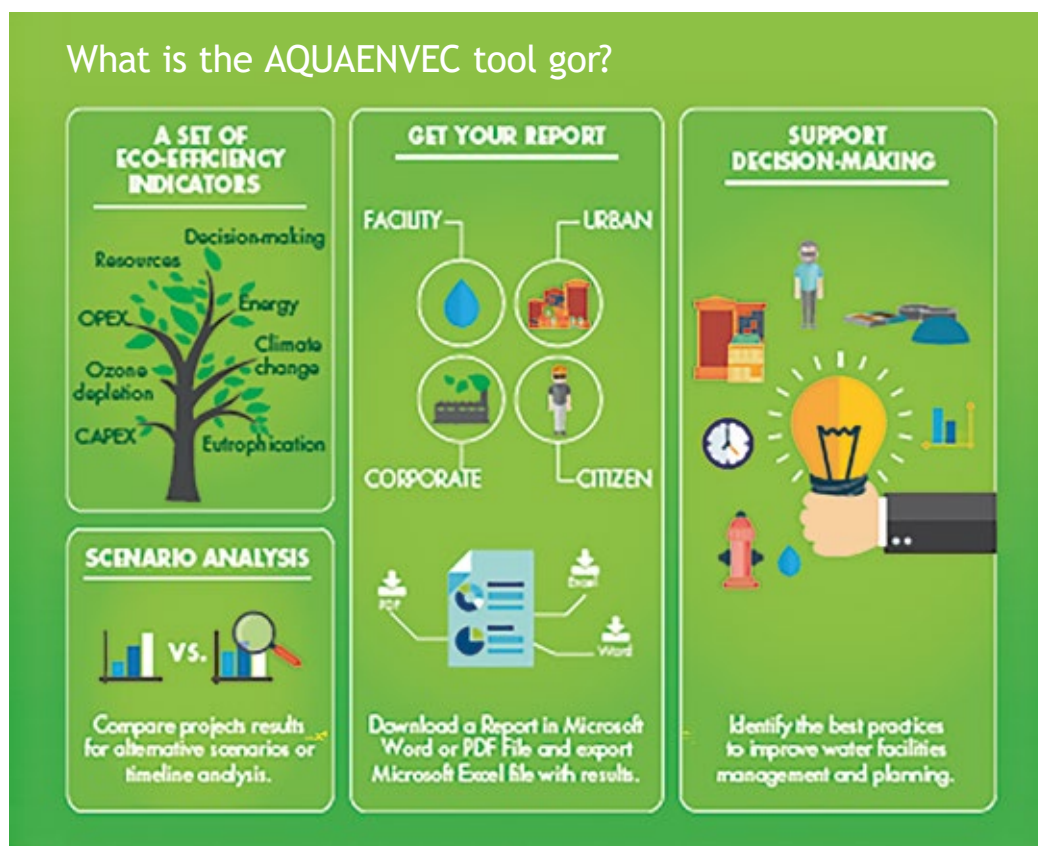 What is the AQUAENVEC tool gor?
A SET OF
ECO-EFFICIENCY
INDICATORS
Decision-making
Resources
Energy
OPEX
Climate
change
Ozone
depletion
CAPEX
Eutrophication
SCENARIO ANALYSIS
VS.
Compare projects results
for alternative scenarios or
timeline analysis.
GET YOUR REPORT
FACILITY
URBAN
CORPORATE
CITIZEN
PDF
Excel
Word
Download a Report in Microsoft
Word or PDF File and export
Microsoft Excel file with results.
SUPPORT
DECISION-MAKING
Identify the best practices
to improve water facilities
management and planning.